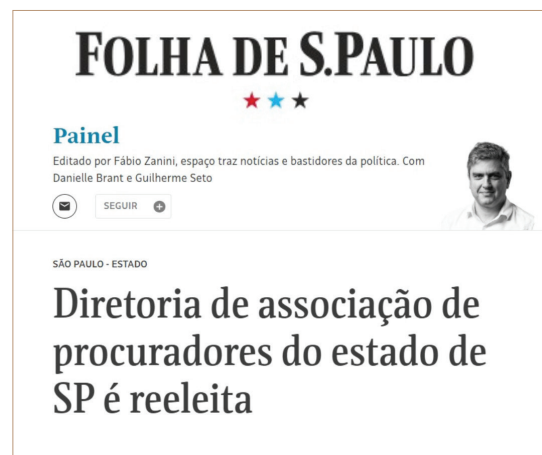 FOLHA DE S.PAULO
Painel
Editado por Fábio Zanini, espaço traz notícias e bastidores da política. Com
Danielle Brant e Guilherme Seto
SEGUIR
SÃO PAULO - ESTADO
Diretoria de associação de
procuradores do estado de
SP é reeleita